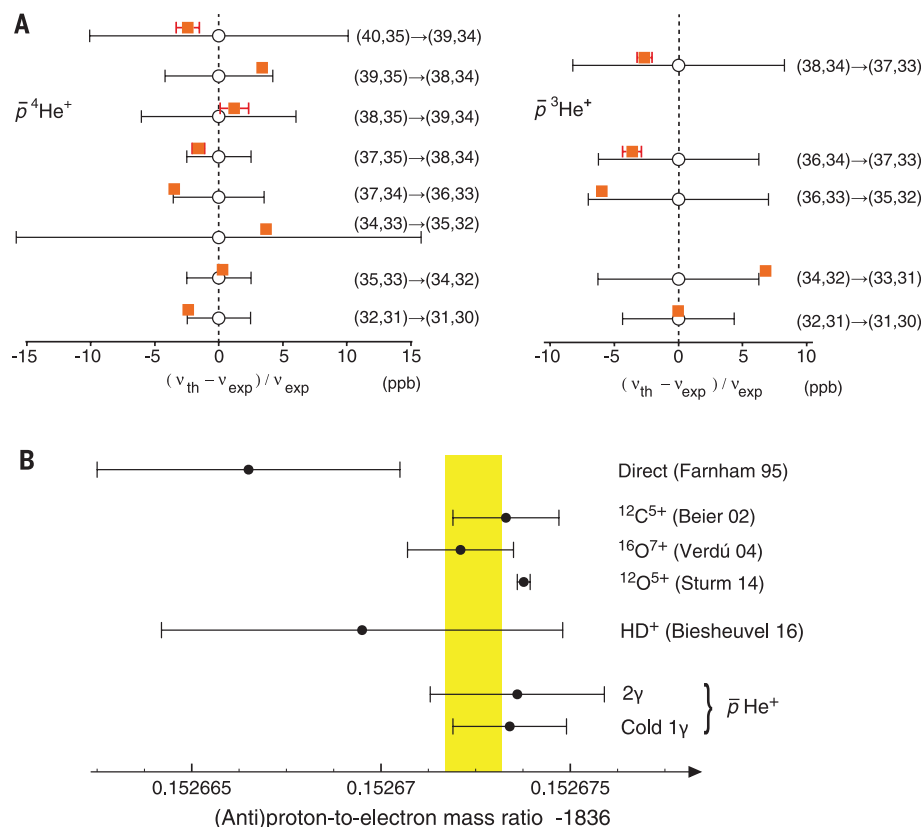 A
p̄ ⁴He⁺
(40,35)→(39,34)
(39,35)→(38,34)
(38,35)→(39,34)
(37,35)→(38,34)
(37,34)→(36,33)
(34,33)→(35,32)
(35,33)→(34,32)
(32,31)→(31,30)
-15 -10 -5 0 5 10 15
(ν_th − ν_exp) / ν_exp (ppb)
p̄ ³He⁺
(38,34)→(37,33)
(36,34)→(37,33)
(36,33)→(35,32)
(34,32)→(33,31)
(32,31)→(31,30)
-10 -5 0 5 10
(ν_th − ν_exp) / ν_exp (ppb)
B
Direct (Farnham 95)
¹²C⁵⁺ (Beier 02)
¹⁶O⁷⁺ (Verdú 04)
¹²O⁵⁺ (Sturm 14)
HD⁺ (Biesheuvel 16)
2γ
Cold 1γ
} p̄ He⁺
0.152665 0.15267 0.152675
(Anti)proton-to-electron mass ratio -1836